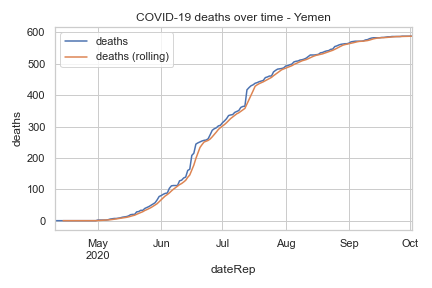 COVID-19 deaths over time - Yemen
deaths
deaths (rolling)
600
500
400
300
200
100
0
deaths
May Jun Jul Aug Sep Oct
2020
dateRep